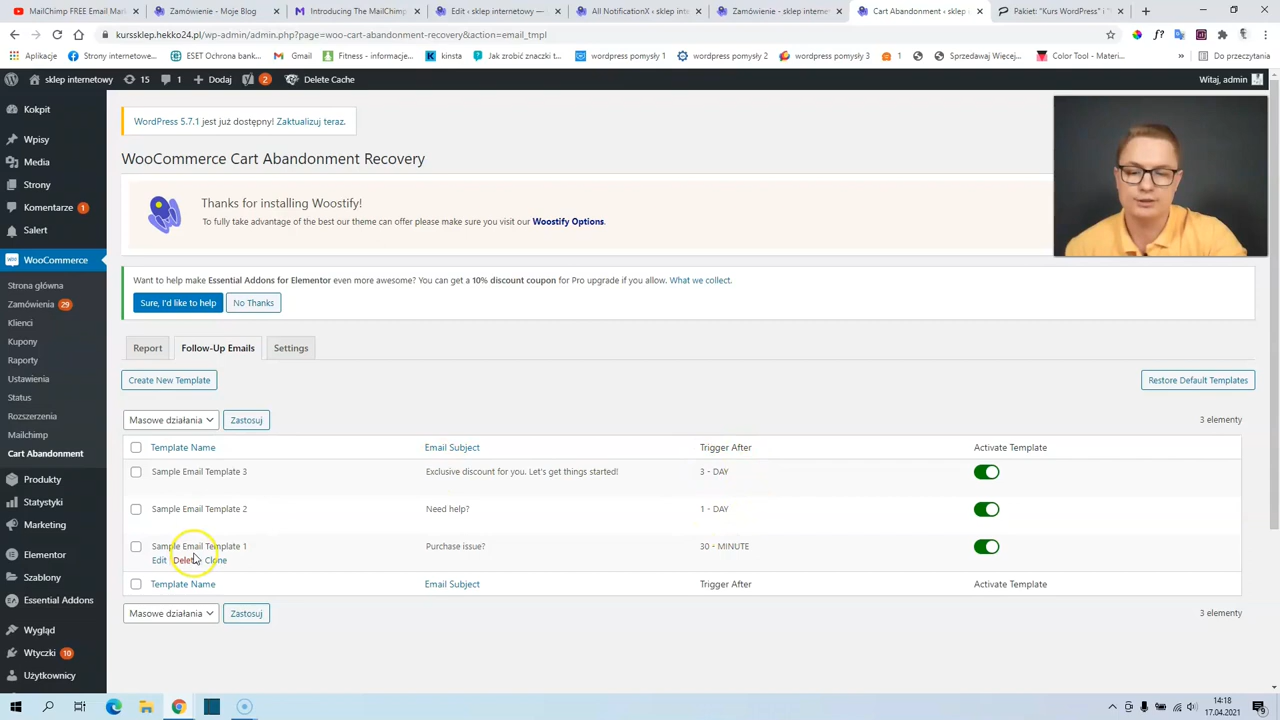 MailChimp FREE Email Mark
Zamówienie - Moje Blog
Introducing The MailChimp
Edit ‹ sklep internetowy —
All NotificationX ‹ sklep int
Zamówienie ‹ sklep internet
Cart Abandonment ‹ sklep i
Pakiet: "Kurs WordPress" i "
kurssklep.hekko24.pl/wp-admin/admin.php?page=woo-cart-abandonment-recovery&action=email_tmpl
Aplikacje
Strony internetowe...
ESET Ochrona bank...
Gmail
Fitness - informacje...
kinsta
Jak zrobić znaczki t...
wordpress pomysły 1
wordpress pomysły 2
wordpress pomysły 3
1
Sprzedawaj Więcej...
Color Tool - Materi...
»
Do przeczytania
sklep internetowy
15
1
Dodaj
2
Delete Cache
Witaj, admin
Kokpit
Wpisy
Media
Strony
Komentarze 1
Salert
WooCommerce
Strona główna
Zamówienia 29
Klienci
Kupony
Raporty
Ustawienia
Status
Rozszerzenia
Mailchimp
Cart Abandonment
Produkty
Statystyki
Marketing
Elementor
Szablony
Essential Addons
Wygląd
Wtyczki 10
Użytkownicy
WordPress 5.7.1 jest już dostępny! Zaktualizuj teraz.
WooCommerce Cart Abandonment Recovery
Thanks for installing Woostify!
To fully take advantage of the best our theme can offer please make sure you visit our Woostify Options.
Want to help make Essential Addons for Elementor even more awesome? You can get a 10% discount coupon for Pro upgrade if you allow. What we collect.
Sure, I'd like to help
No Thanks
Report
Follow-Up Emails
Settings
Create New Template
Restore Default Templates
Masowe działania
Zastosuj
3 elementy
Template Name Email Subject Trigger After Activate Template
Sample Email Template 3 Exclusive discount for you. Let's get things started! 3 - DAY
Sample Email Template 2 Need help? 1 - DAY
Sample Email Template 1 Purchase issue? 30 - MINUTE
Edit Delete Clone
Template Name Email Subject Trigger After Activate Template
Masowe działania
Zastosuj
3 elementy
14:18
17.04.2021
9